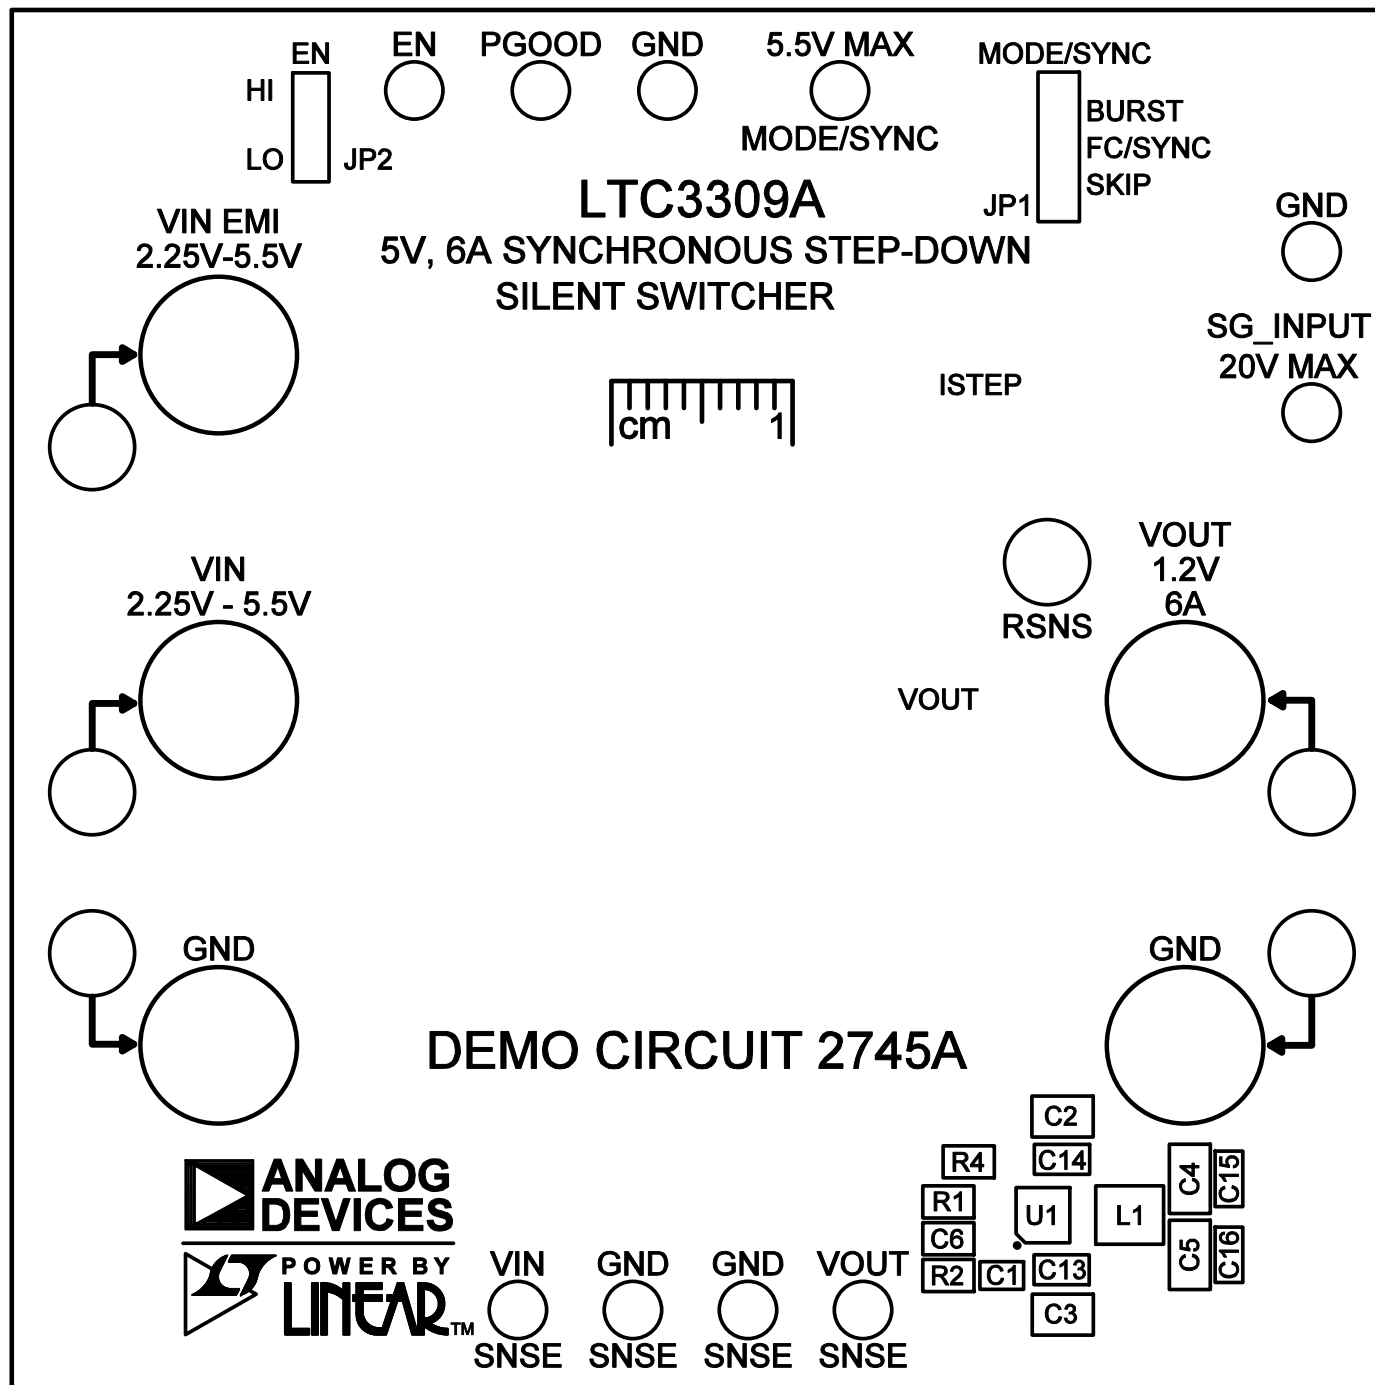 EN
EN
PGOOD
GND
5.5V MAX
MODE/SYNC
HI
LO
JP2
MODE/SYNC
BURST
FC/SYNC
SKIP
JP1
LTC3309A
5V, 6A SYNCHRONOUS STEP-DOWN
SILENT SWITCHER
VIN EMI
2.25V-5.5V
GND
SG_INPUT
20V MAX
ISTEP
cm 1
VIN
2.25V - 5.5V
RSNS
VOUT
1.2V
6A
VOUT
GND
GND
DEMO CIRCUIT 2745A
C2
R4
C14
R1
U1
L1
C4
C15
C6
R2
C1
C13
C5
C16
C3
ANALOG
DEVICES
POWER BY
LINEAR™
VIN
SNSE
GND
SNSE
GND
SNSE
VOUT
SNSE